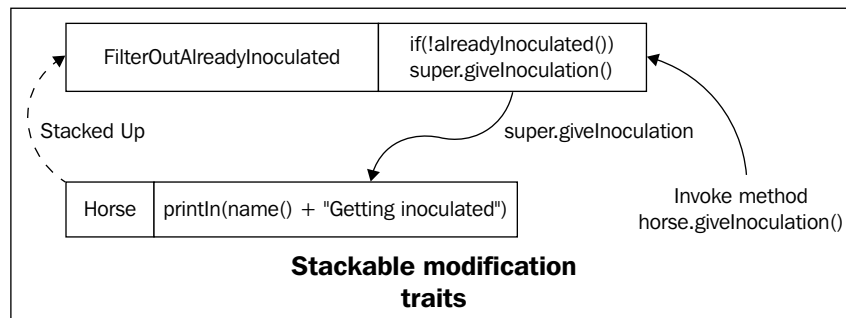 FilterOutAlreadyInoculated
if(!alreadyInoculated())
super.giveInoculation()
Stacked Up
super.giveInoculation
Horse
println(name() + "Getting inoculated")
Invoke method
horse.giveInoculation()
Stackable modification
traits